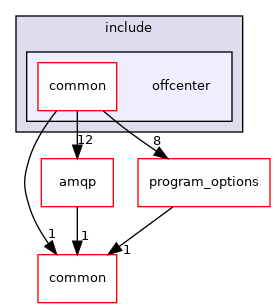 include
common
offcenter
12
8
amqp
program_options
1
1
1
common